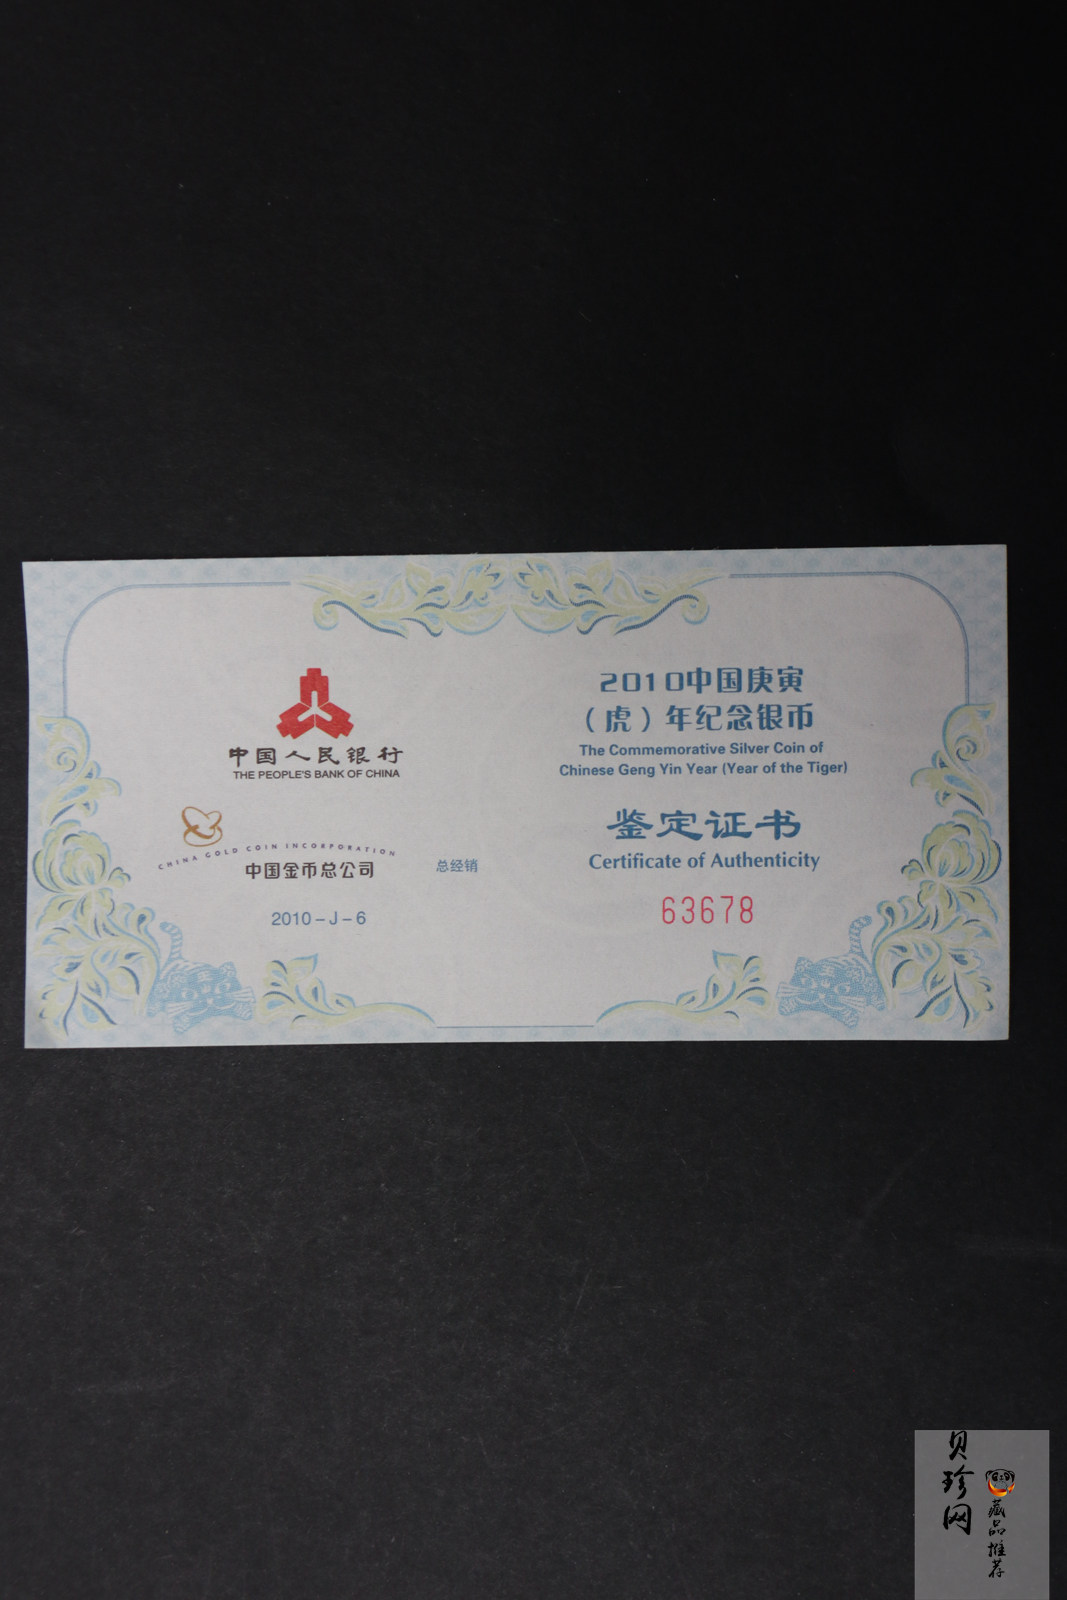 中国人民银行
THE PEOPLE'S BANK OF CHINA
CHINA GOLD COIN INCORPORATION
中国金币总公司
总经销
2010-J-6
2010中国庚寅
（虎）年纪念银币
The Commemorative Silver Coin of
Chinese Geng Yin Year (Year of the Tiger)
鉴定证书
Certificate of Authenticity
63678
贝珍网
藏品推荐